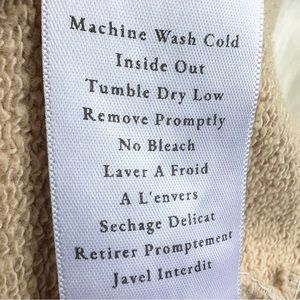 Machine Wash Cold
Inside Out
Tumble Dry Low
Remove Promptly
No Bleach
Laver A Froid
A L'envers
Sechage Delicat
Retirer Promptement
Javel Interdit